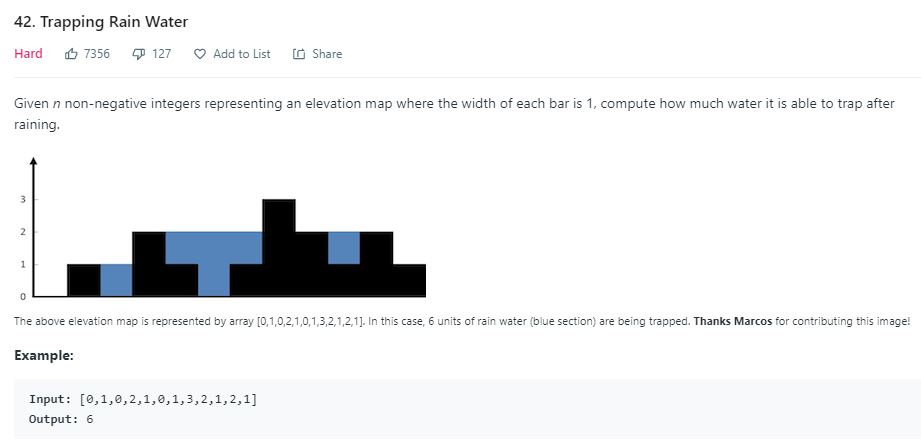 42. Trapping Rain Water
Hard 7356 127 Add to List Share
Given n non-negative integers representing an elevation map where the width of each bar is 1, compute how much water it is able to trap after
raining.
3
2
1
0
The above elevation map is represented by array [0,1,0,2,1,0,1,3,2,1,2,1]. In this case, 6 units of rain water (blue section) are being trapped. Thanks Marcos for contributing this image!
Example:
Input: [0,1,0,2,1,0,1,3,2,1,2,1]
Output: 6